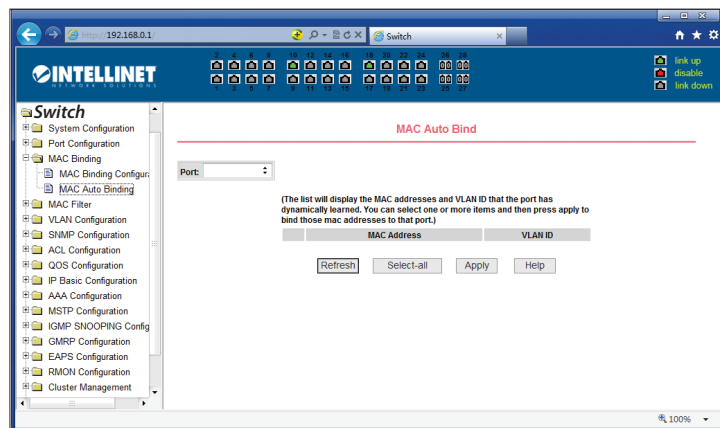 http://192.168.0.1/
Switch
INTELLINET
NETWORK SOLUTIONS
2 4 6 8 10 12 14 16 18 20 22 24 26 28
1 3 5 7 9 11 13 15 17 19 21 23 25 27
link up
disable
link down
Switch
System Configuration
Port Configuration
MAC Binding
MAC Binding Configur
MAC Auto Binding
MAC Filter
VLAN Configuration
SNMP Configuration
ACL Configuration
QOS Configuration
IP Basic Configuration
AAA Configuration
MSTP Configuration
IGMP SNOOPING Config
GMRP Configuration
EAPS Configuration
RMON Configuration
Cluster Management
MAC Auto Bind
Port:
(The list will display the MAC addresses and VLAN ID that the port has
dynamically learned. You can select one or more items and then press apply to
bind those mac addresses to that port.)
MAC Address VLAN ID
Refresh Select-all Apply Help
100%